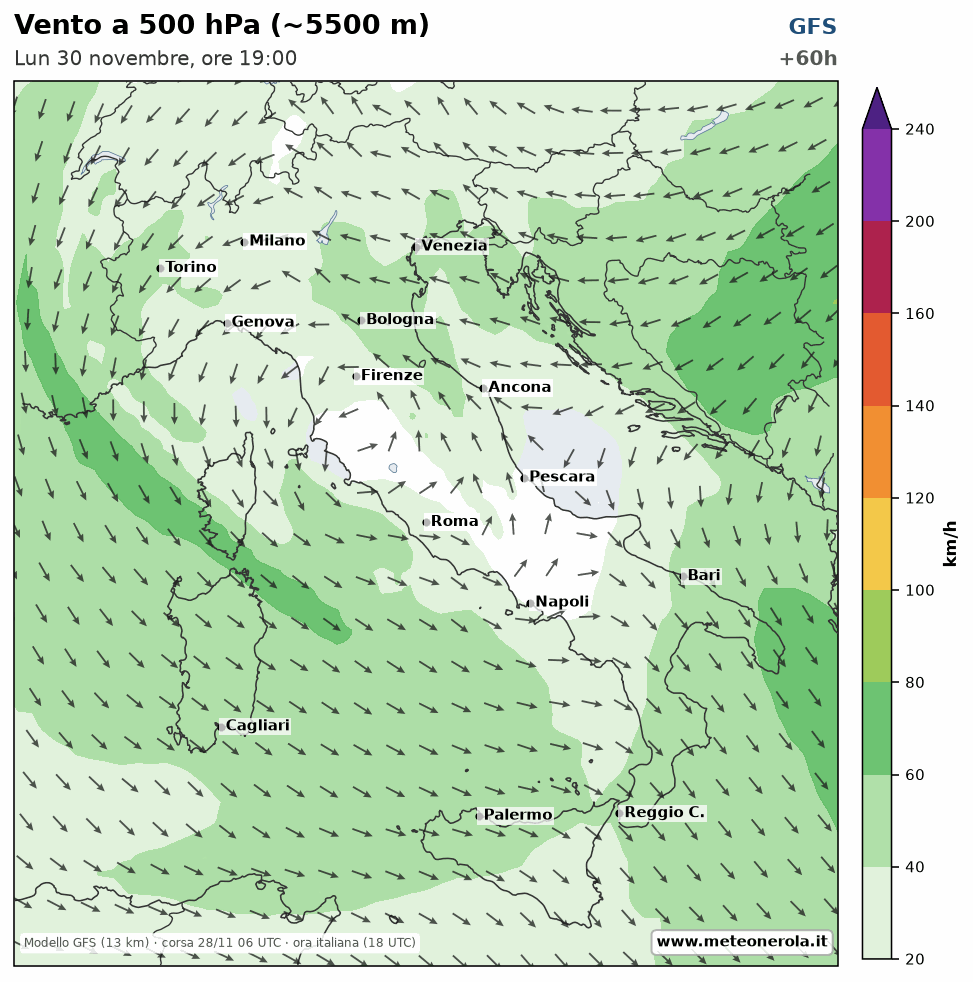 Vento a 500 hPa (~5500 m)
GFS
Lun 30 novembre, ore 19:00
+60h
Milano
Venezia
Torino
Genova
Bologna
Firenze
Ancona
Pescara
Roma
Bari
Napoli
Cagliari
Palermo
Reggio C.
Modello GFS (13 km) · corsa 28/11 06 UTC · ora italiana (18 UTC)
www.meteonerola.it
240
200
160
140
120
100
80
60
40
20
km/h